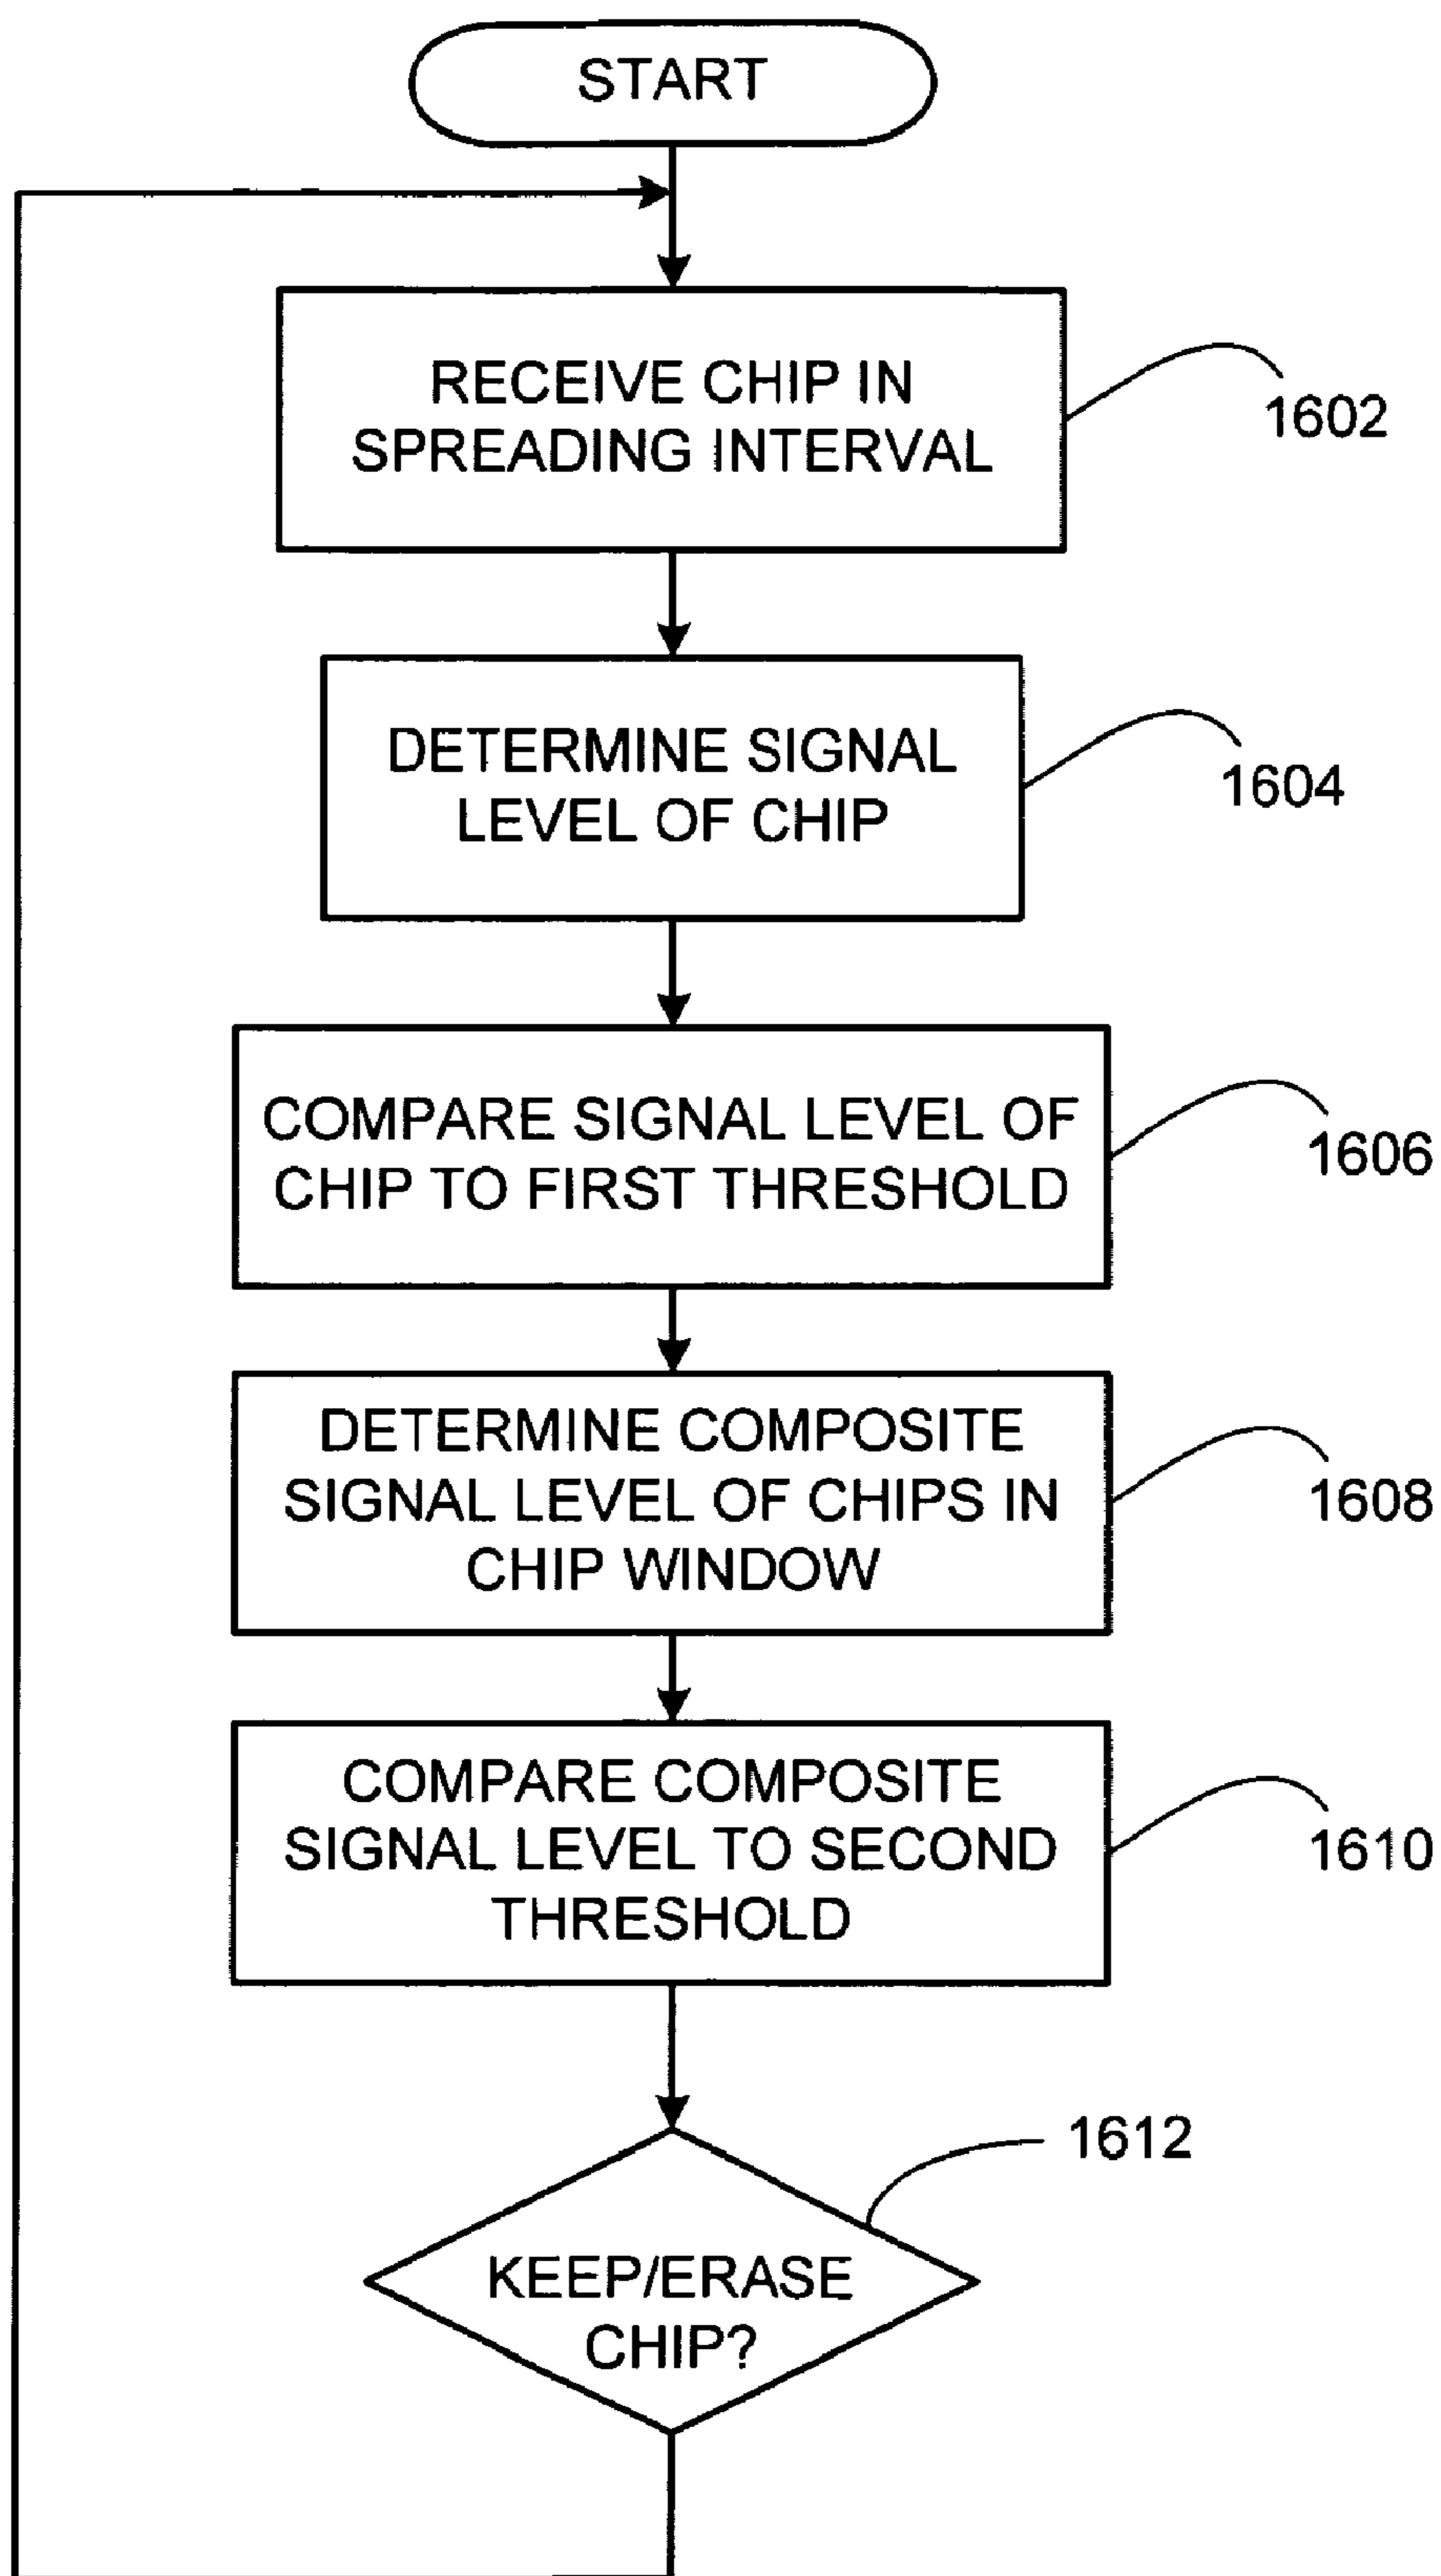 START
RECEIVE CHIP IN
SPREADING INTERVAL
1602
DETERMINE SIGNAL
LEVEL OF CHIP
1604
COMPARE SIGNAL LEVEL OF
CHIP TO FIRST THRESHOLD
1606
DETERMINE COMPOSITE
SIGNAL LEVEL OF CHIPS IN
CHIP WINDOW
1608
COMPARE COMPOSITE
SIGNAL LEVEL TO SECOND
THRESHOLD
1610
1612
KEEP/ERASE
CHIP?